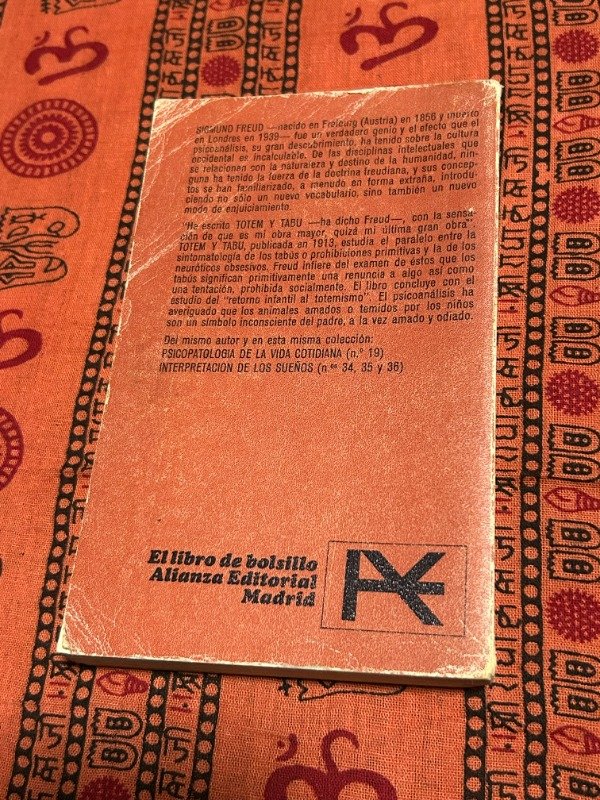 SIGMUND FREUD —nacido en Freiburg (Austria) en 1856 y muerto
en Londres en 1939— fue un verdadero genio y el efecto que el
psicoanálisis, su gran descubrimiento, ha tenido sobre la cultura
occidental es incalculable. De las disciplinas intelectuales que
se relacionen con la naturaleza y destino de la humanidad, nin-
guna ha tenido la fuerza de la doctrina freudiana, y sus concep-
tos se han familiarizado, a menudo en forma extraña, introdu-
ciendo no sólo un nuevo vocabulario, sino también un nuevo
modo de enjuiciamiento.
"He escrito TOTEM Y TABU —ha dicho Freud—, con la sensa-
ción de que es mi obra mayor, quizá mi última gran obra".
TOTEM Y TABU, publicada en 1913, estudia el paralelo entre la
sintomatología de los tabús o prohibiciones primitivas y la de los
neuróticos obsesivos. Freud infiere del examen de éstos que los
tabús significan primitivamente una renuncia a algo así como
una tentación, prohibida socialmente. El libro concluye con el
estudio del "retorno infantil al totemismo". El psicoanálisis ha
averiguado que los animales amados o temidos por los niños
son un símbolo inconsciente del padre, a la vez amado y odiado.
Del mismo autor y en esta misma colección:
PSICOPATOLOGIA DE LA VIDA COTIDIANA (n.º 19)
INTERPRETACION DE LOS SUEÑOS (n.ºs 34, 35 y 36)
El libro de bolsillo
Alianza Editorial
Madrid